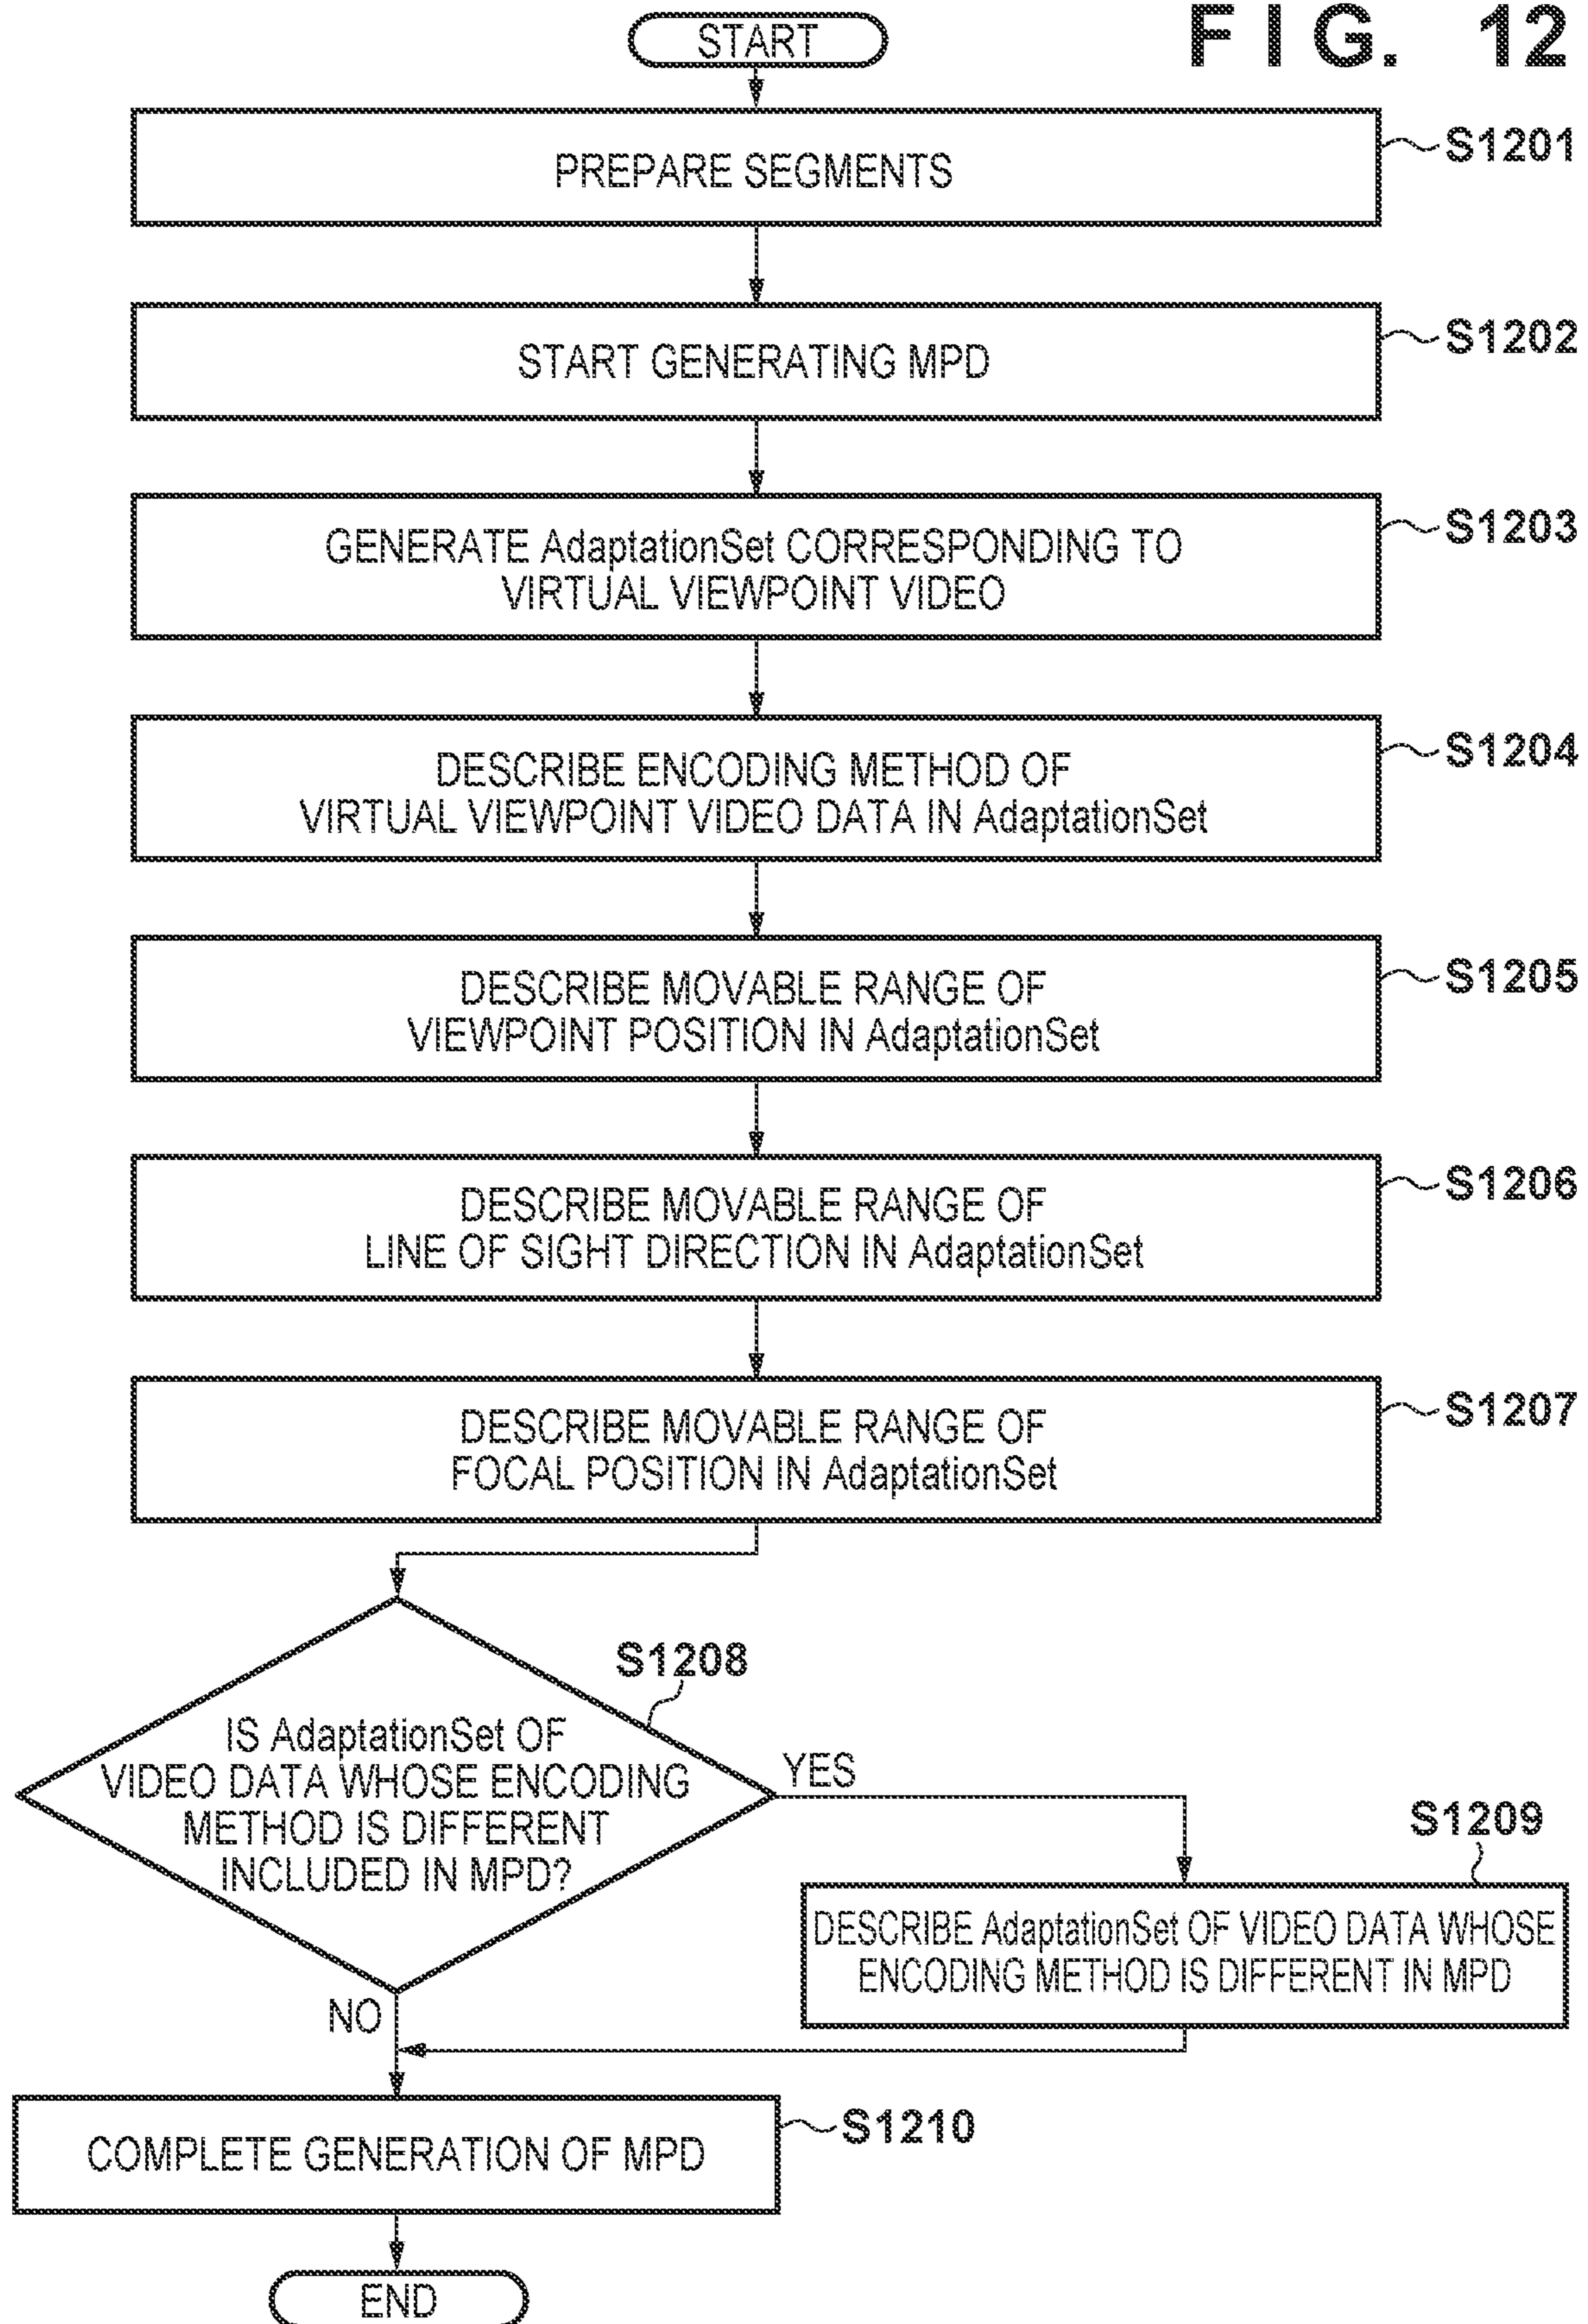 FIG. 12
START
PREPARE SEGMENTS
S1201
START GENERATING MPD
S1202
GENERATE AdaptationSet CORRESPONDING TO
VIRTUAL VIEWPOINT VIDEO
S1203
DESCRIBE ENCODING METHOD OF
VIRTUAL VIEWPOINT VIDEO DATA IN AdaptationSet
S1204
DESCRIBE MOVABLE RANGE OF
VIEWPOINT POSITION IN AdaptationSet
S1205
DESCRIBE MOVABLE RANGE OF
LINE OF SIGHT DIRECTION IN AdaptationSet
S1206
DESCRIBE MOVABLE RANGE OF
FOCAL POSITION IN AdaptationSet
S1207
S1208
IS AdaptationSet OF
VIDEO DATA WHOSE ENCODING
METHOD IS DIFFERENT
INCLUDED IN MPD?
YES
S1209
DESCRIBE AdaptationSet OF VIDEO DATA WHOSE
ENCODING METHOD IS DIFFERENT IN MPD
NO
COMPLETE GENERATION OF MPD
S1210
END